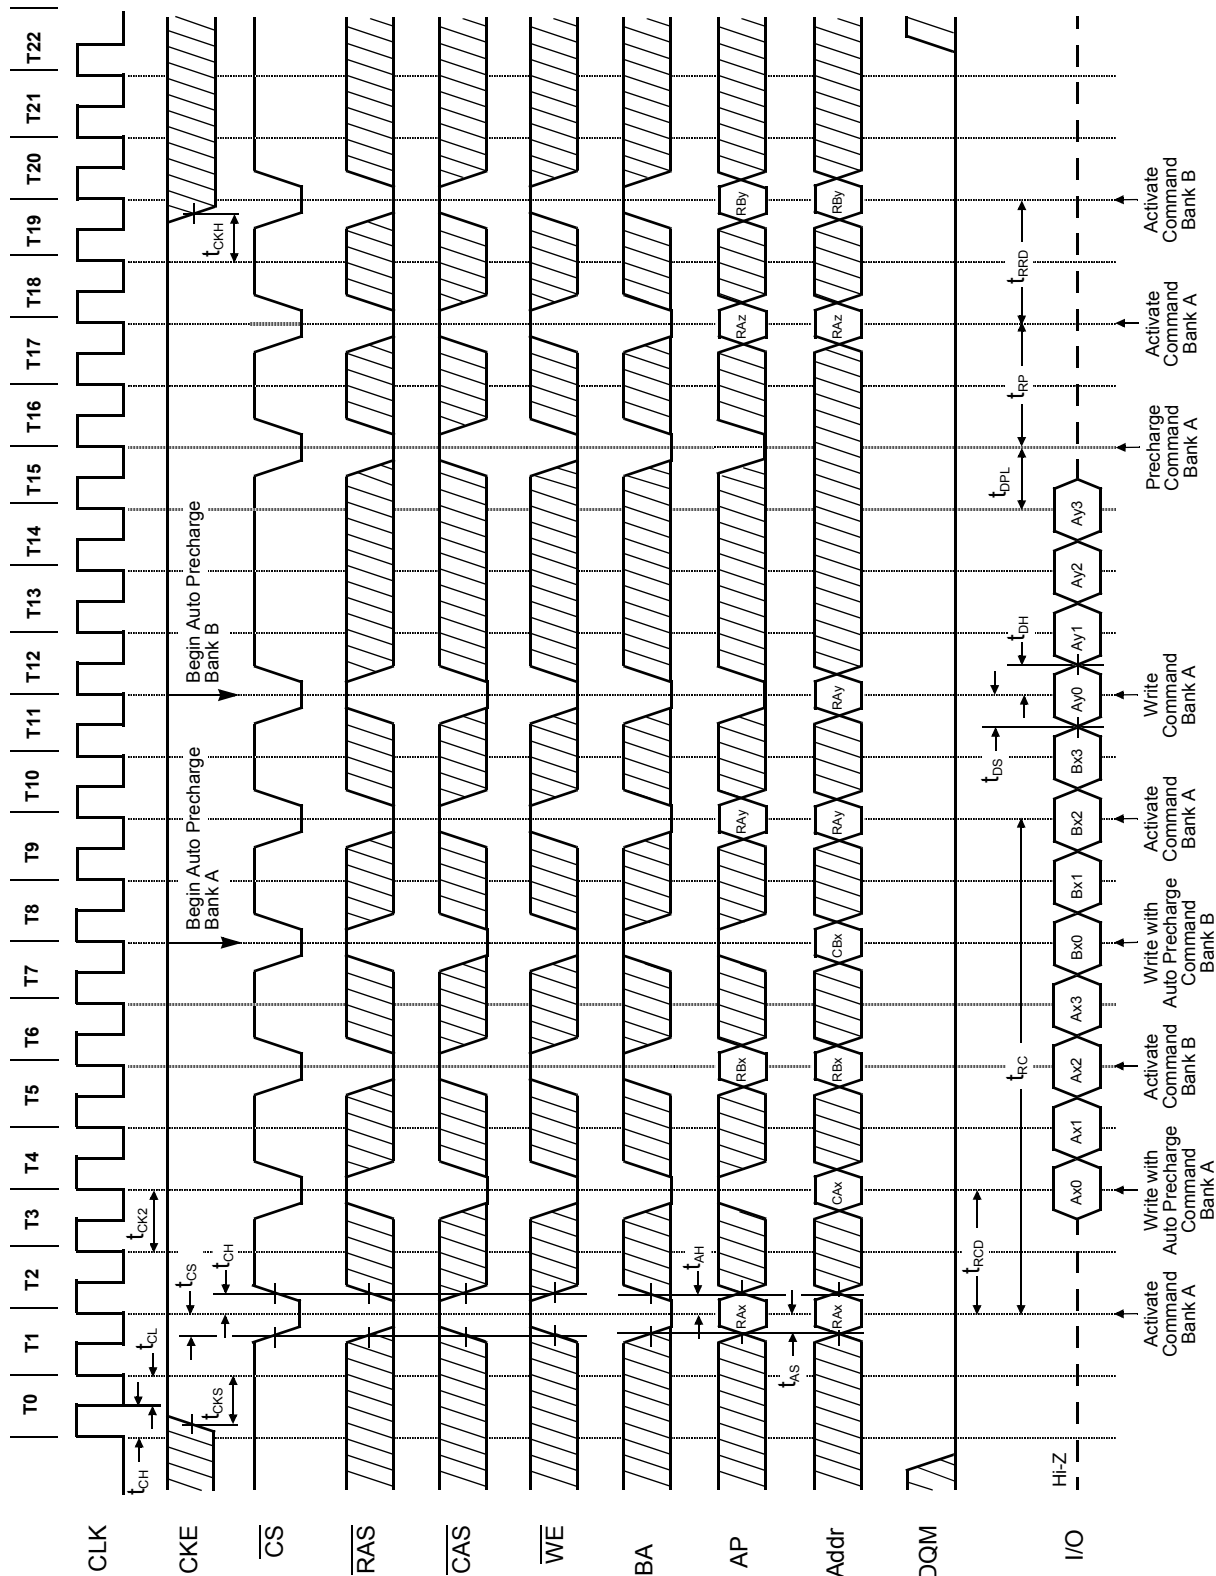 T0 T1 T2 T3 T4 T5 T6 T7 T8 T9 T10 T11 T12 T13 T14 T15 T16 T17 T18 T19 T20 T21 T22
CLK
tCH
tCL
tCK2
CKE
tCKS
tCS
tCH
Begin Auto Precharge
Bank A
Begin Auto Precharge
Bank B
tCKH
CS
RAS
CAS
WE
BA
tAH
AP
RAx RBx RAy RAz RBy
tAS
Addr
RAx CAx RBx CBx RAy RAy RAz RBy
DQM
tRCD
tDS
tDPL
tRC
tDH
tRP
tRRD
I/O
Hi-Z
Ax0 Ax1 Ax2 Ax3 Bx0 Bx1 Bx2 Bx3 Ay0 Ay1 Ay2 Ay3
Activate
Command
Bank A
Write with
Auto Precharge
Command
Bank A
Activate
Command
Bank B
Write with
Auto Precharge
Command
Bank B
Activate
Command
Bank A
Write
Command
Bank A
Precharge
Command
Bank A
Activate
Command
Bank A
Activate
Command
Bank B